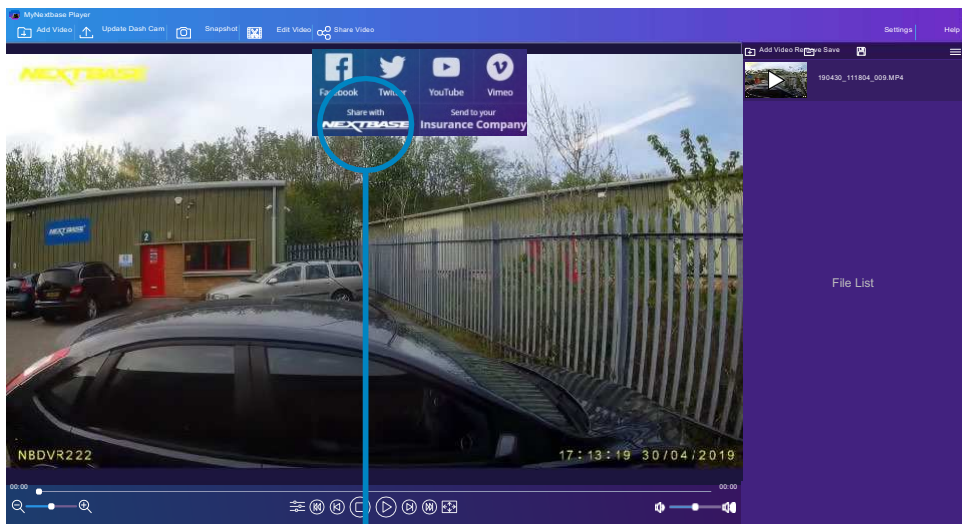 MyNextbase Player
Add Video Update Dash Cam Snapshot Edit Video Share Video Settings Help
NEXTBASE
Facebook Twitter YouTube Vimeo
Share with
NEXTBASE
Send to your
Insurance Company
Add Video Remove Save
190430_111804_009.MP4
NEXTBASE
2
File List
NBDVR222
17:13:19 30/04/2019
00:00
00:00